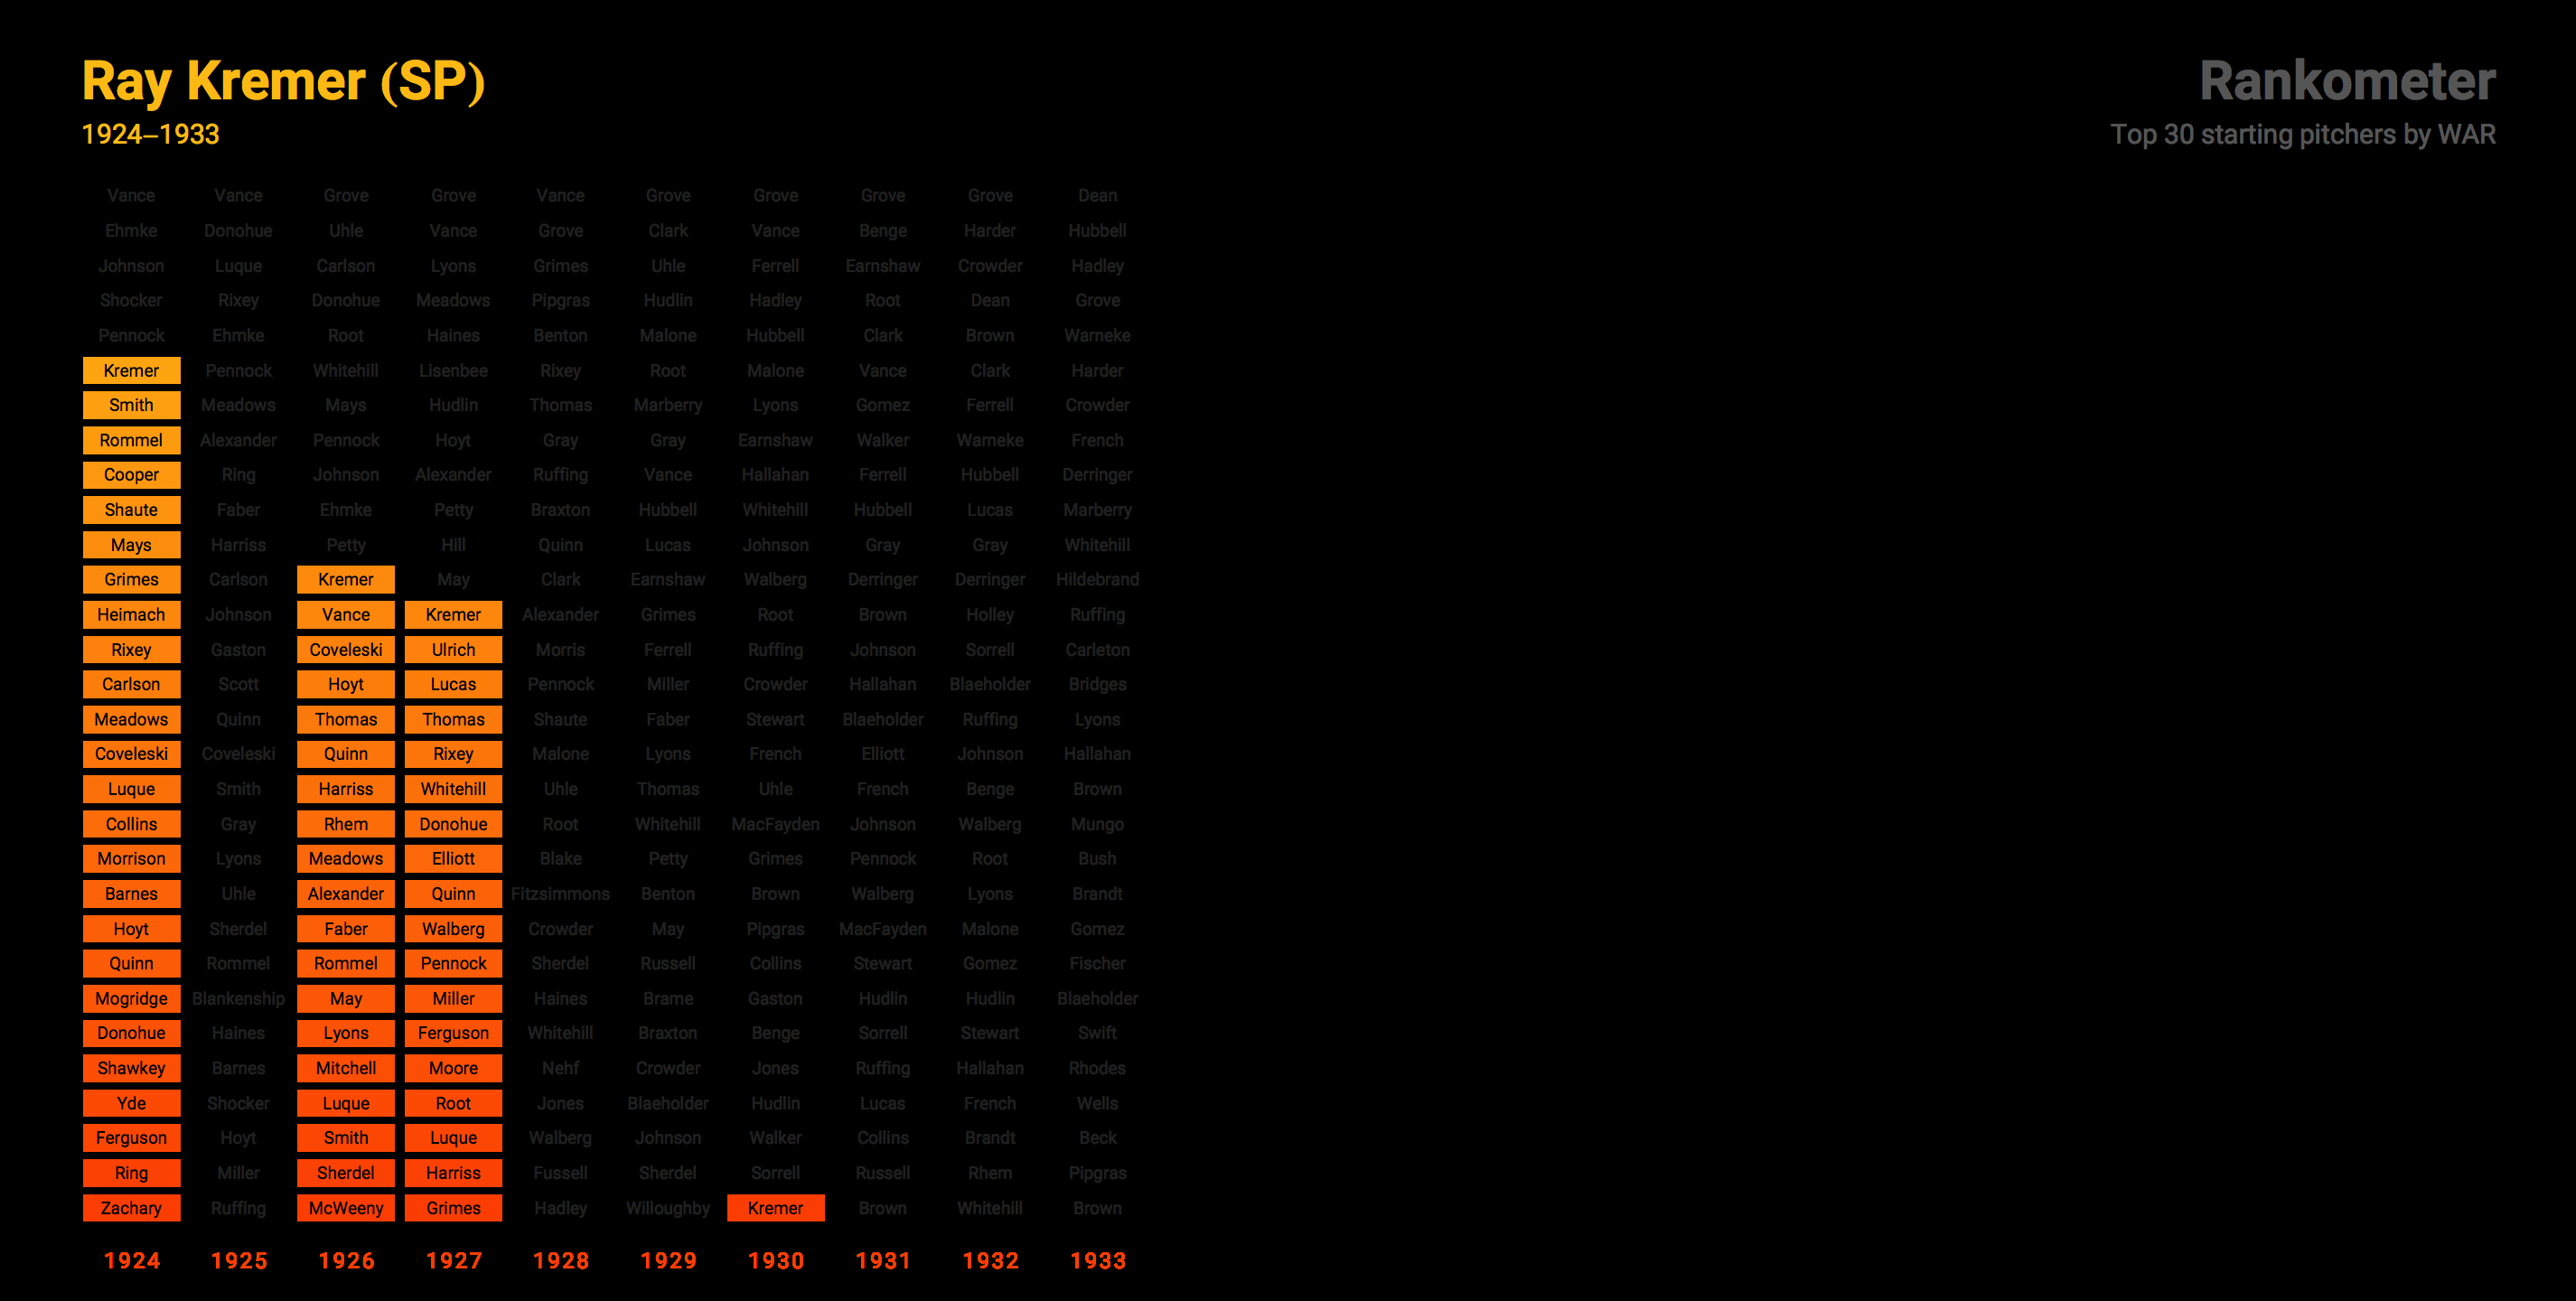 Ray Kremer (SP)
1924–1933
Rankometer
Top 30 starting pitchers by WAR
Vance Vance Grove Grove Vance Grove Grove Grove Grove Dean
Ehmke Donohue Uhle Vance Grove Clark Vance Benge Harder Hubbell
Johnson Luque Carlson Lyons Grimes Uhle Ferrell Earnshaw Crowder Hadley
Shocker Rixey Donohue Meadows Pipgras Hudlin Hadley Root Dean Grove
Pennock Ehmke Root Haines Benton Malone Hubbell Clark Brown Warneke
Kremer Pennock Whitehill Lisenbee Rixey Root Malone Vance Clark Harder
Smith Meadows Mays Hudlin Thomas Marberry Lyons Gomez Ferrell Crowder
Rommel Alexander Pennock Hoyt Gray Gray Earnshaw Walker Warneke French
Cooper Ring Johnson Alexander Ruffing Vance Hallahan Ferrell Hubbell Derringer
Shaute Faber Ehmke Petty Braxton Hubbell Whitehill Hubbell Lucas Marberry
Mays Harriss Petty Hill Quinn Lucas Johnson Gray Gray Whitehill
Grimes Carlson Kremer May Clark Earnshaw Walberg Derringer Derringer Hildebrand
Heimach Johnson Vance Kremer Alexander Grimes Root Brown Holley Ruffing
Rixey Gaston Coveleski Ulrich Morris Ferrell Ruffing Johnson Sorrell Carleton
Carlson Scott Hoyt Lucas Pennock Miller Crowder Hallahan Blaeholder Bridges
Meadows Quinn Thomas Thomas Shaute Faber Stewart Blaeholder Ruffing Lyons
Coveleski Coveleski Quinn Rixey Malone Lyons French Elliott Johnson Hallahan
Luque Smith Harriss Whitehill Uhle Thomas Uhle French Benge Brown
Collins Gray Rhem Donohue Root Whitehill MacFayden Johnson Walberg Mungo
Morrison Lyons Meadows Elliott Blake Petty Grimes Pennock Root Bush
Barnes Uhle Alexander Quinn Fitzsimmons Benton Brown Walberg Lyons Brandt
Hoyt Sherdel Faber Walberg Crowder May Pipgras MacFayden Malone Gomez
Quinn Rommel Rommel Pennock Sherdel Russell Collins Stewart Gomez Fischer
Mogridge Blankenship May Miller Haines Brame Gaston Hudlin Hudlin Blaeholder
Donohue Haines Lyons Ferguson Whitehill Braxton Benge Sorrell Stewart Swift
Shawkey Barnes Mitchell Moore Nehf Crowder Jones Ruffing Hallahan Rhodes
Yde Shocker Luque Root Jones Blaeholder Hudlin Lucas French Wells
Ferguson Hoyt Smith Luque Walberg Johnson Walker Collins Brandt Beck
Ring Miller Sherdel Harriss Fussell Sherdel Sorrell Russell Rhem Pipgras
Zachary Ruffing McWeeny Grimes Hadley Willoughby Kremer Brown Whitehill Brown
1924 1925 1926 1927 1928 1929 1930 1931 1932 1933